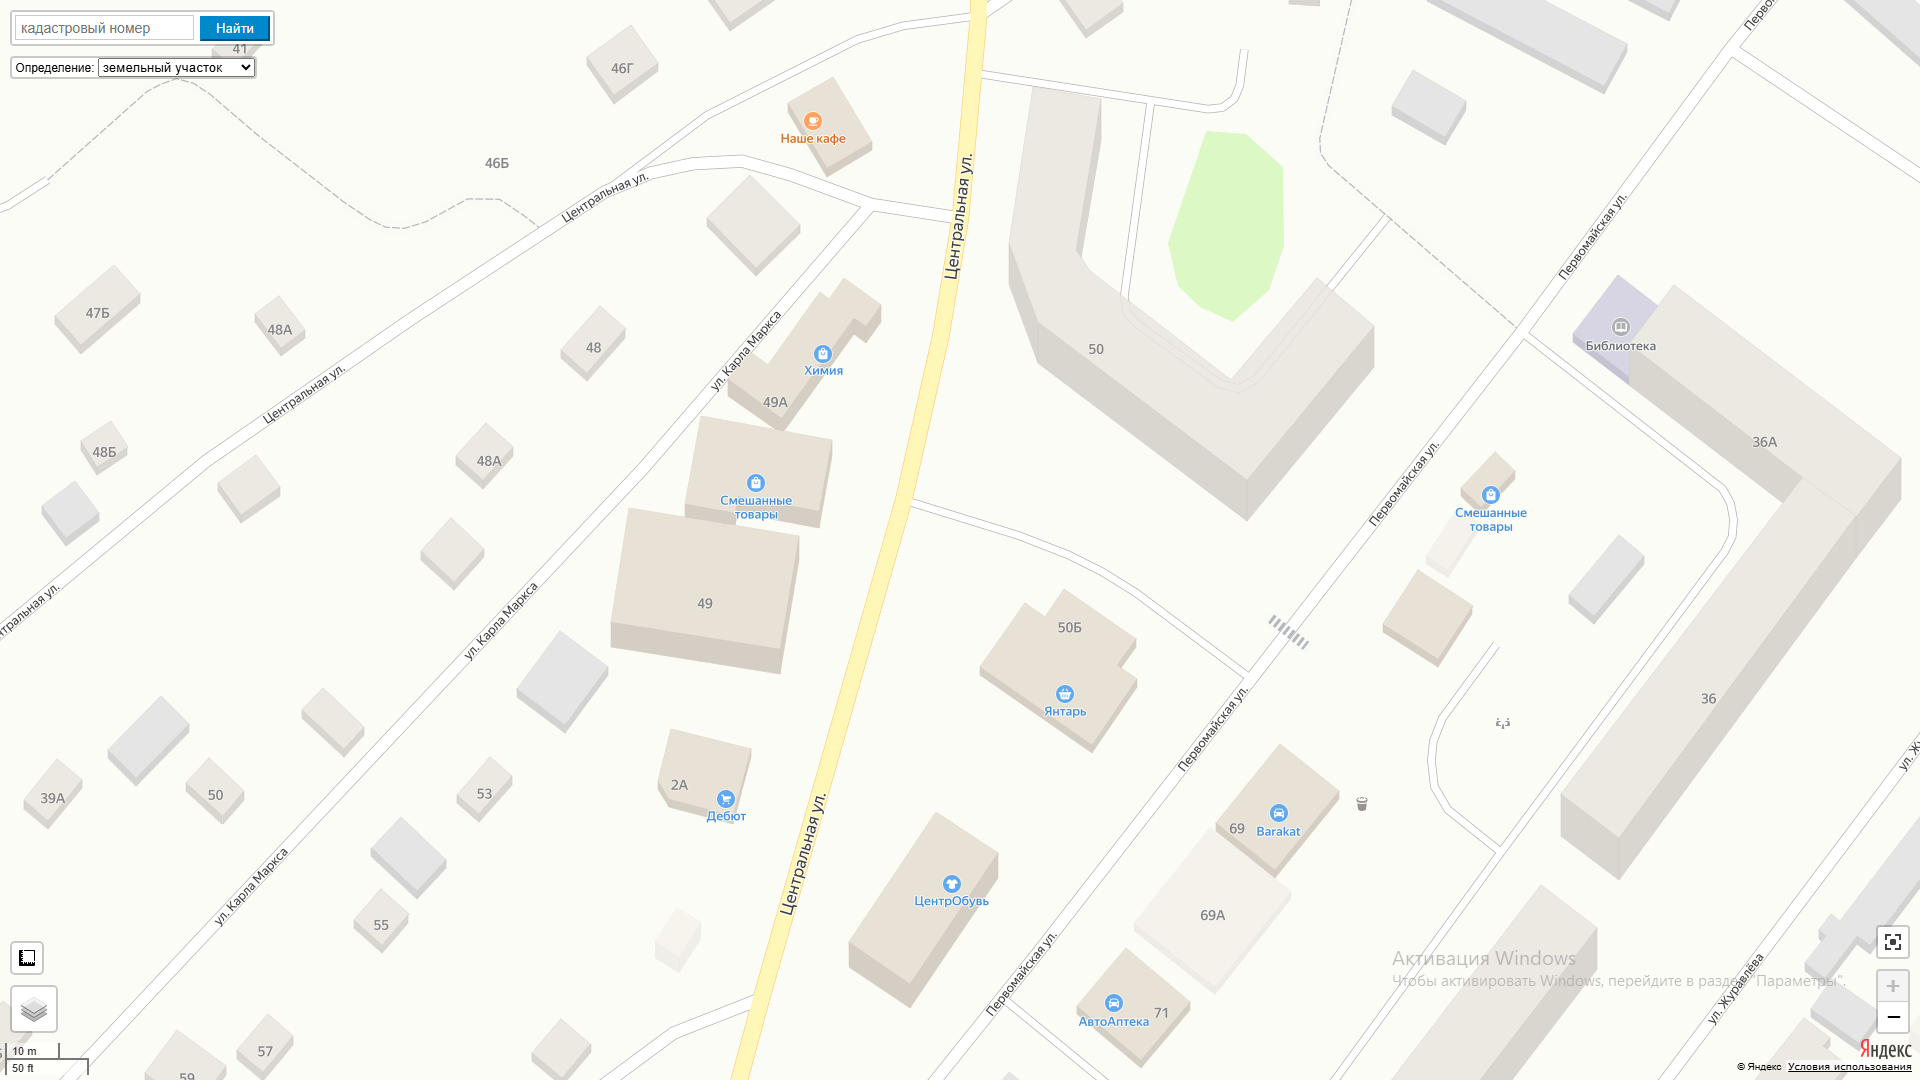 кадастровый номер
Найти
41
Определение:
земельный участок
46Г
Наше кафе
46Б
Центральная ул.
Центральная ул.
Первомайская ул.
47Б
48А
48
ул. Карла Маркса
Химия
49А
50
Библиотека
Центральная ул.
48Б
48А
Смешанные
товары
36А
Первомайская ул.
Смешанные
товары
49
ул. Карла Маркса
50Б
Янтарь
Первомайская ул.
36
39А
50
53
2А
Дебют
69
Barakat
Центральная ул.
ЦентрОбувь
69А
ул. Карла Маркса
55
Первомайская ул.
Активация Windows
Чтобы активировать Windows, перейдите в раздел "Параметры".
ул. Журавлёва
АвтоАптека
71
57
59
10 m
50 ft
Яндекс
© Яндекс
Условия использования